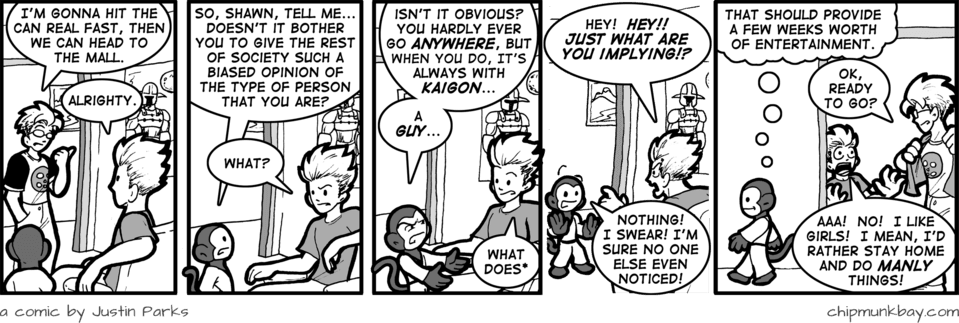 I'M GONNA HIT THE
CAN REAL FAST, THEN
WE CAN HEAD TO
THE MALL.
ALRIGHTY.
SO, SHAWN, TELL ME...
DOESN'T IT BOTHER
YOU TO GIVE THE REST
OF SOCIETY SUCH A
BIASED OPINION OF
THE TYPE OF PERSON
THAT YOU ARE?
WHAT?
ISN'T IT OBVIOUS?
YOU HARDLY EVER
GO ANYWHERE, BUT
WHEN YOU DO, IT'S
ALWAYS WITH
KAIGON...
A
GUY...
WHAT
DOES*
HEY! HEY!!
JUST WHAT ARE
YOU IMPLYING!?
NOTHING!
I SWEAR! I'M
SURE NO ONE
ELSE EVEN
NOTICED!
THAT SHOULD PROVIDE
A FEW WEEKS WORTH
OF ENTERTAINMENT.
OK,
READY
TO GO?
AAA! NO! I LIKE
GIRLS! I MEAN, I'D
RATHER STAY HOME
AND DO MANLY
THINGS!
a comic by Justin Parks
chipmunkbay.com